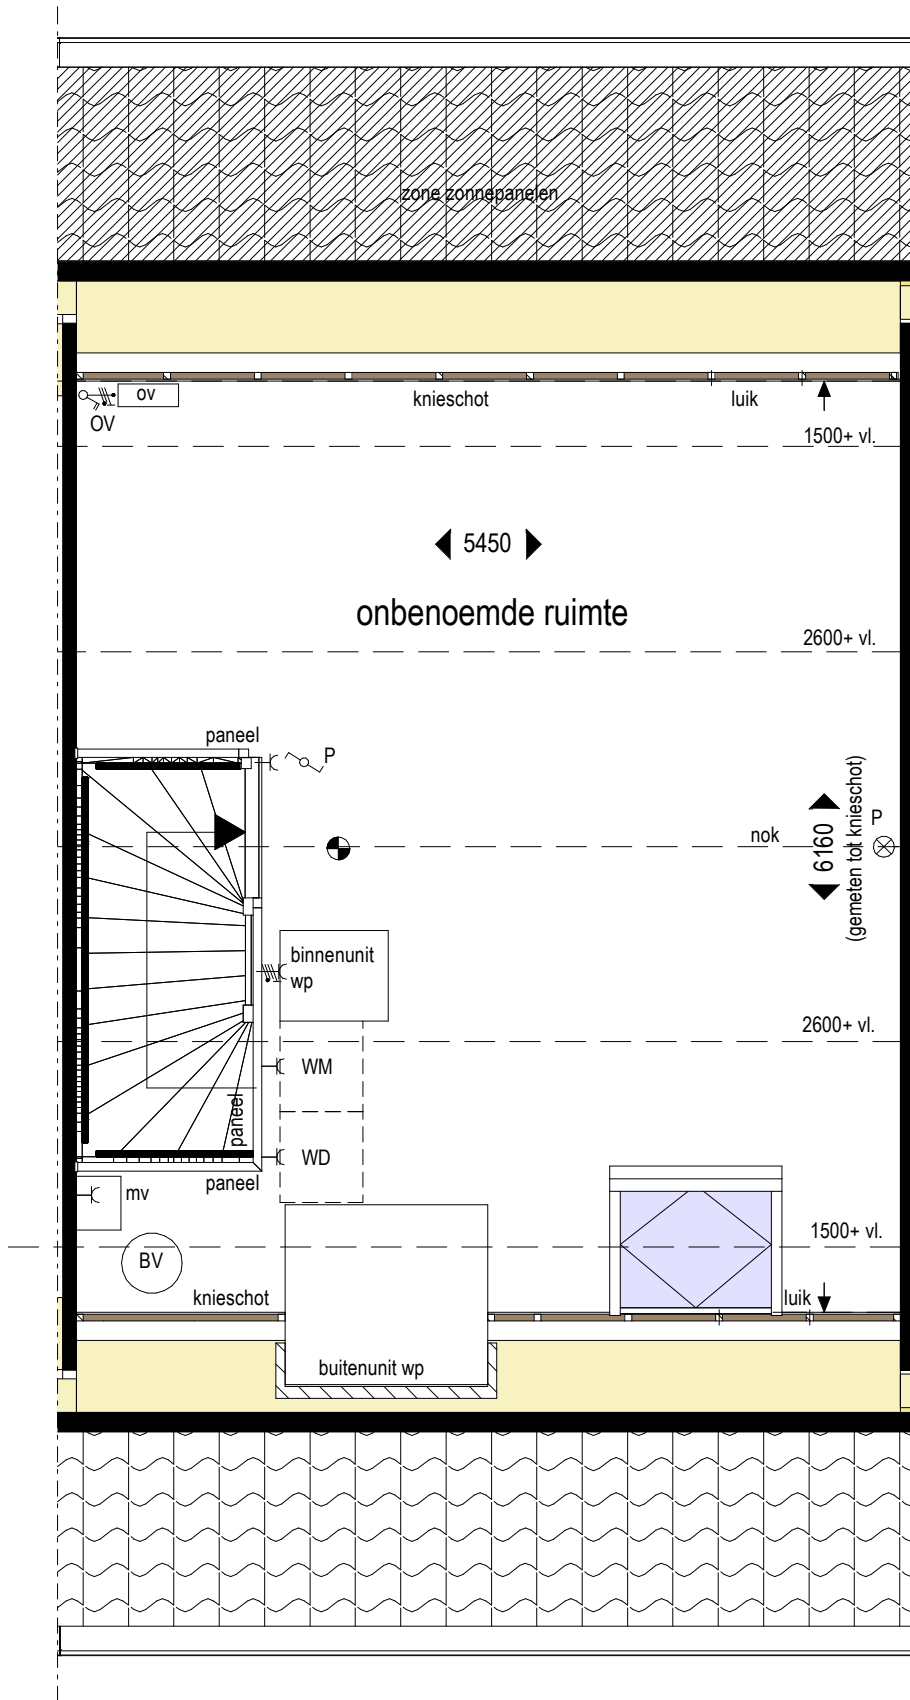 zone zonnepanelen
ov
OV
knieschot
luik
1500+ vl.
5450
onbenoemde ruimte
2600+ vl.
paneel
P
nok
6160
(gemeten tot knieschot)
P
binnenunit
wp
2600+ vl.
WM
paneel
WD
paneel
mv
1500+ vl.
BV
knieschot
luik
buitenunit wp